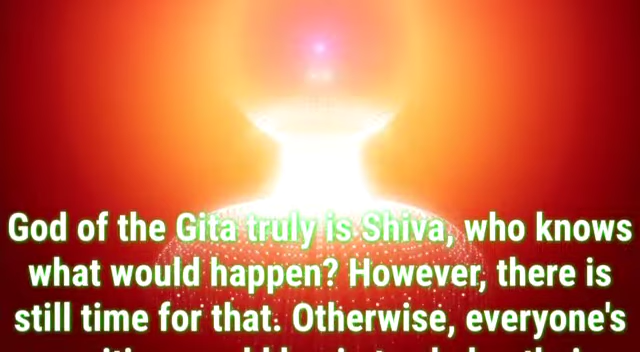 God of the Gita truly is Shiva, who knows
what would happen? However, there is
still time for that. Otherwise, everyone's